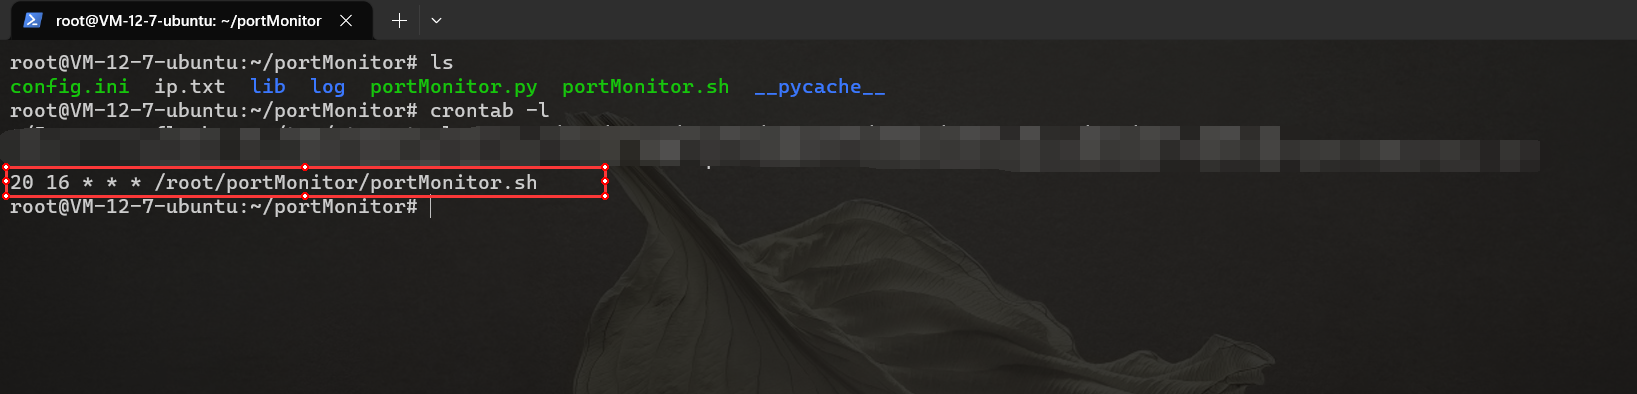 root@VM-12-7-ubuntu: ~/portMonitor
root@VM-12-7-ubuntu:~/portMonitor# ls
config.ini ip.txt lib log portMonitor.py portMonitor.sh __pycache__
root@VM-12-7-ubuntu:~/portMonitor# crontab -l
20 16 * * * /root/portMonitor/portMonitor.sh
root@VM-12-7-ubuntu:~/portMonitor#